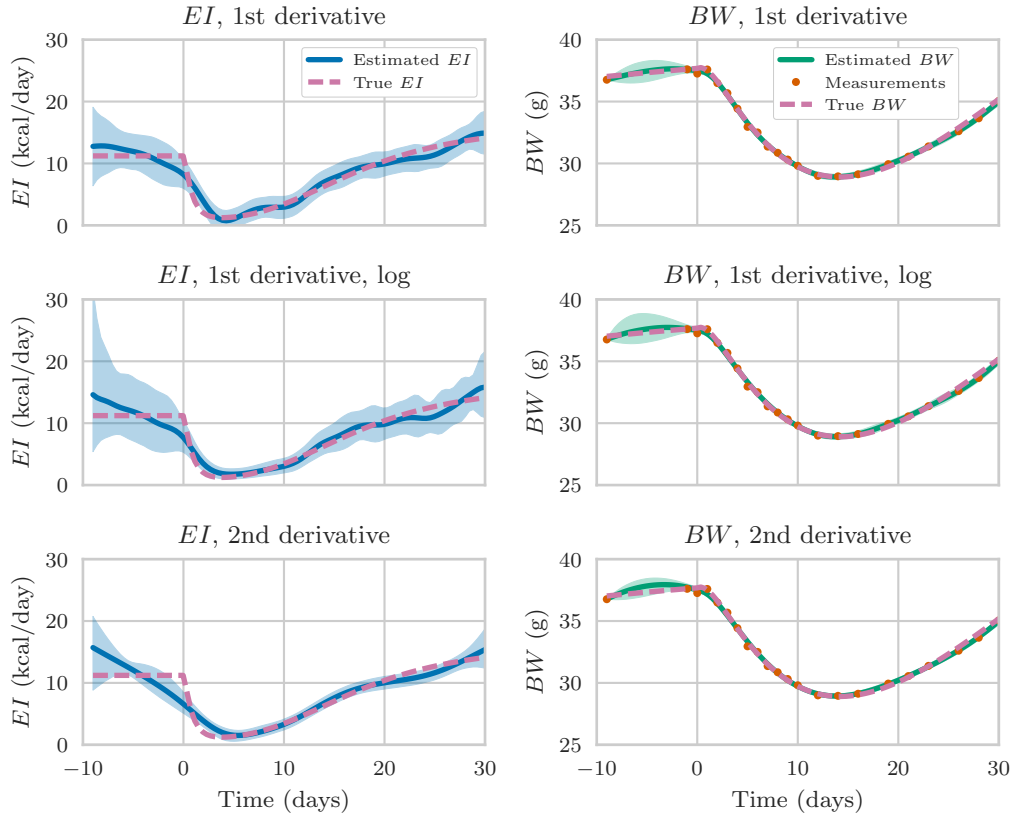 EI, 1st derivative
EI (kcal/day)
30
20
10
0
Estimated EI
True EI
BW, 1st derivative
BW (g)
40
35
30
25
Estimated BW
Measurements
True BW
EI, 1st derivative, log
EI (kcal/day)
30
20
10
0
BW, 1st derivative, log
BW (g)
40
35
30
25
EI, 2nd derivative
EI (kcal/day)
30
20
10
0
−10 0 10 20 30
Time (days)
BW, 2nd derivative
BW (g)
40
35
30
25
−10 0 10 20 30
Time (days)